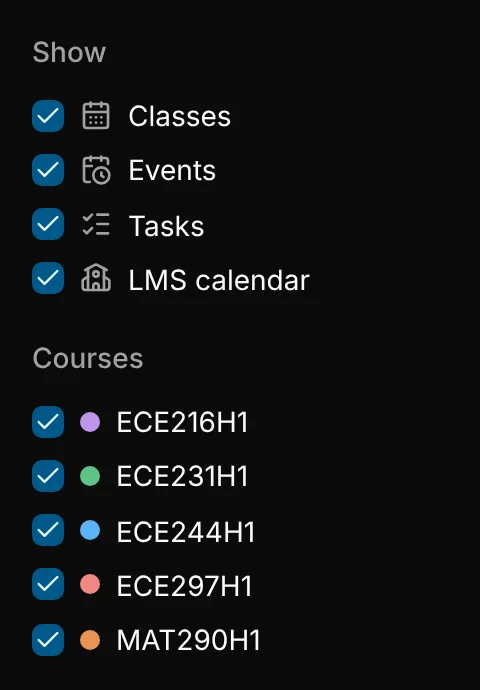 Show
Classes
Events
Tasks
LMS calendar
Courses
ECE216H1
ECE231H1
ECE244H1
ECE297H1
MAT290H1